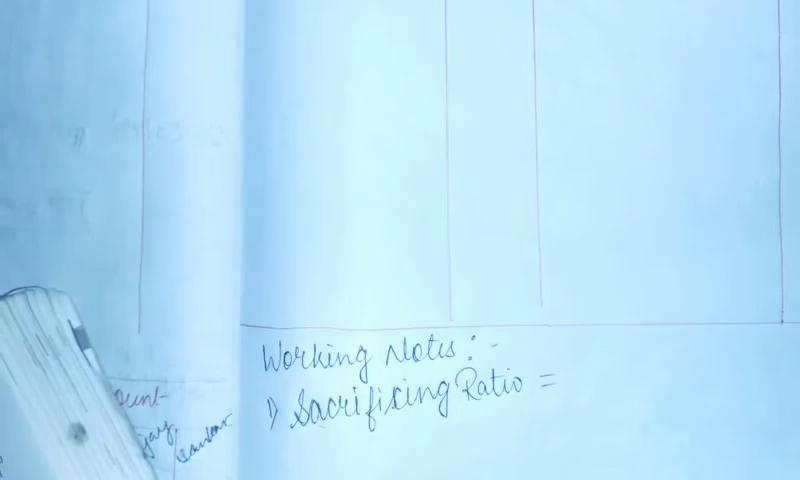 Working Notes : -
1) Sacrificing Ratio =